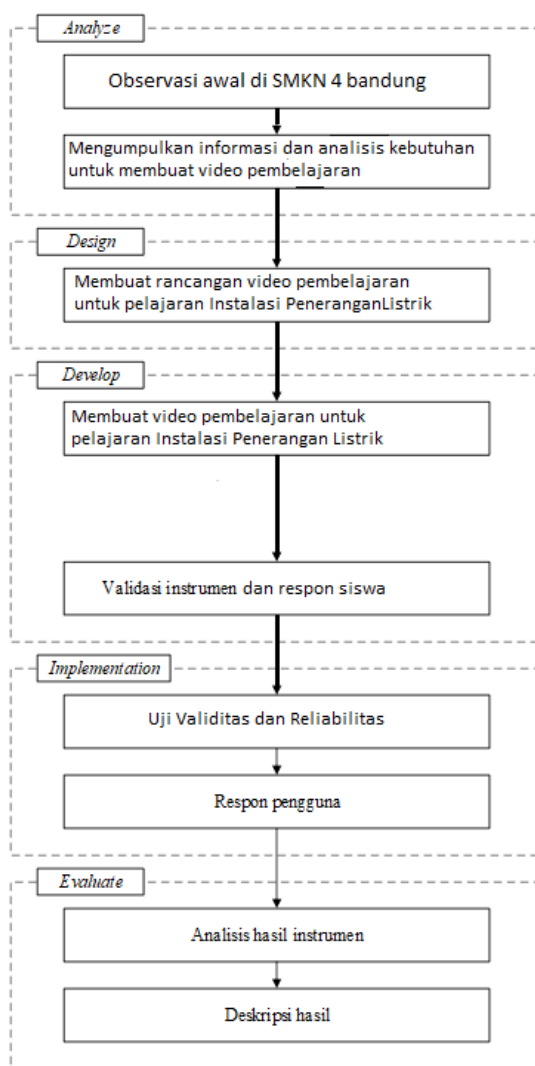 Analyze
Observasi awal di SMKN 4 bandung
Mengumpulkan informasi dan analisis kebutuhan
untuk membuat video pembelajaran
Design
Membuat rancangan video pembelajaran
untuk pelajaran Instalasi PeneranganListrik
Develop
Membuat video pembelajaran untuk
pelajaran Instalasi Penerangan Listrik
Validasi instrumen dan respon siswa
Implementation
Uji Validitas dan Reliabilitas
Respon pengguna
Evaluate
Analisis hasil instrumen
Deskripsi hasil